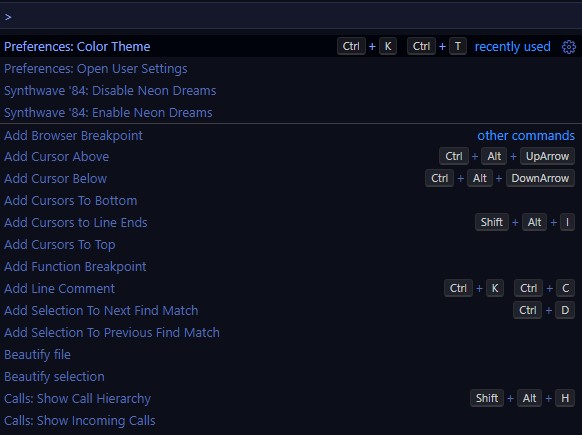 >
Preferences: Color Theme Ctrl + K Ctrl + T recently used
Preferences: Open User Settings
Synthwave '84: Disable Neon Dreams
Synthwave '84: Enable Neon Dreams
Add Browser Breakpoint other commands
Add Cursor Above Ctrl + Alt + UpArrow
Add Cursor Below Ctrl + Alt + DownArrow
Add Cursors To Bottom
Add Cursors to Line Ends Shift + Alt + I
Add Cursors To Top
Add Function Breakpoint
Add Line Comment Ctrl + K Ctrl + C
Add Selection To Next Find Match Ctrl + D
Add Selection To Previous Find Match
Beautify file
Beautify selection
Calls: Show Call Hierarchy Shift + Alt + H
Calls: Show Incoming Calls